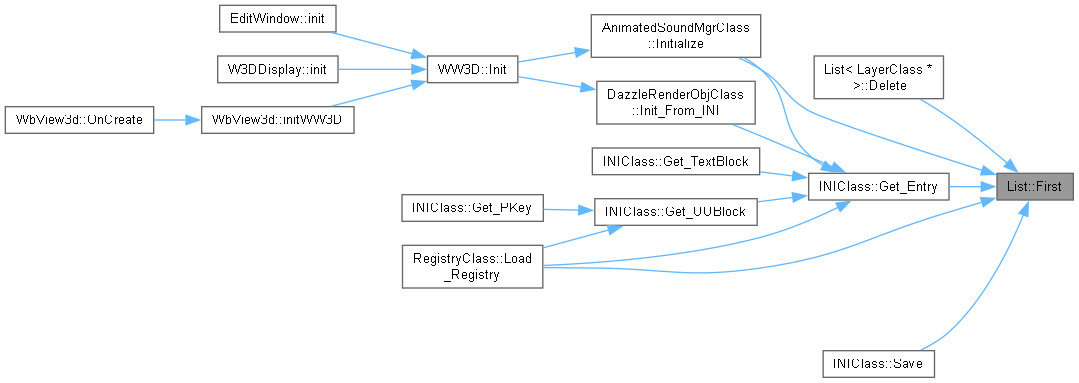 EditWindow::init
W3DDisplay::init
WbView3d::OnCreate
WbView3d::initWW3D
WW3D::Init
AnimatedSoundMgrClass
::Initialize
DazzleRenderObjClass
::Init_From_INI
INIClass::Get_TextBlock
INIClass::Get_PKey
INIClass::Get_UUBlock
RegistryClass::Load
_Registry
List< LayerClass *
>::Delete
INIClass::Get_Entry
List::First
INIClass::Save